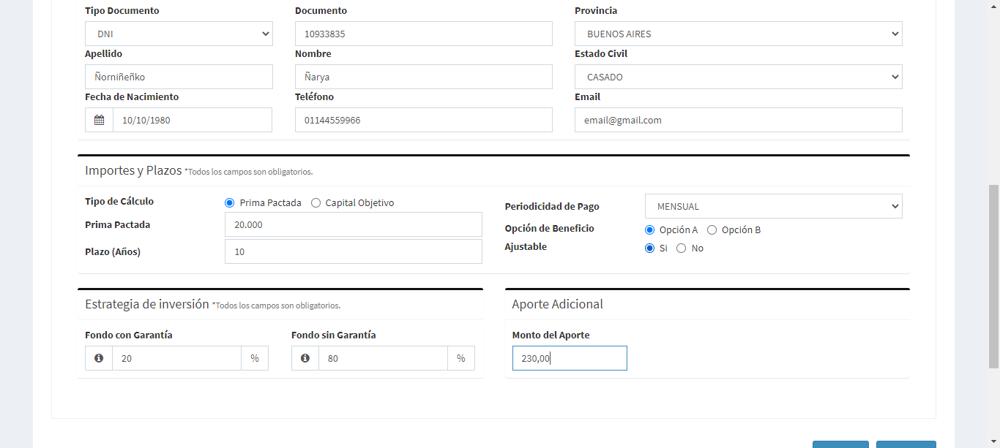 Tipo Documento Documento Provincia
DNI 10933835 BUENOS AIRES
Apellido Nombre Estado Civil
Ñorniñeñko Ñarya CASADO
Fecha de Nacimiento Teléfono Email
10/10/1980 01144559966 email@gmail.com
Importes y Plazos *Todos los campos son obligatorios.
Tipo de Cálculo Prima Pactada Capital Objetivo
Periodicidad de Pago MENSUAL
Prima Pactada 20.000
Opción de Beneficio Opción A Opción B
Plazo (Años) 10
Ajustable Si No
Estrategia de inversión *Todos los campos son obligatorios.
Fondo con Garantía Fondo sin Garantía
20 % 80 %
Aporte Adicional
Monto del Aporte
230,00